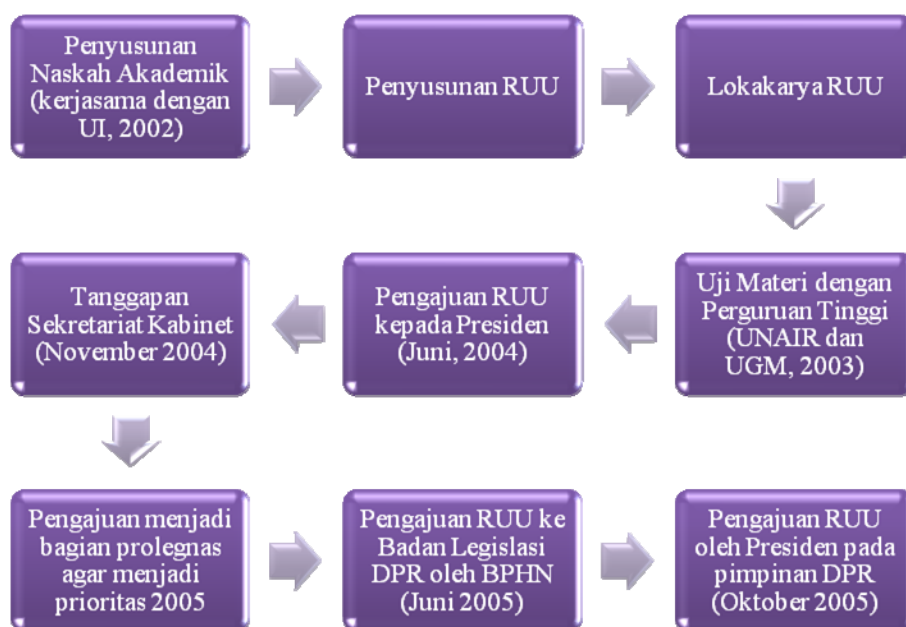 Penyusunan
Naskah Akademik
(kerjasama dengan
UI, 2002)
Penyusunan RUU
Lokakarya RUU
Uji Materi dengan
Perguruan Tinggi
(UNAIR dan
UGM, 2003)
Pengajuan RUU
kepada Presiden
(Juni, 2004)
Tanggapan
Sekretariat Kabinet
(November 2004)
Pengajuan menjadi
bagian prolegnas
agar menjadi
prioritas 2005
Pengajuan RUU ke
Badan Legislasi
DPR oleh BPHN
(Juni 2005)
Pengajuan RUU
oleh Presiden pada
pimpinan DPR
(Oktober 2005)